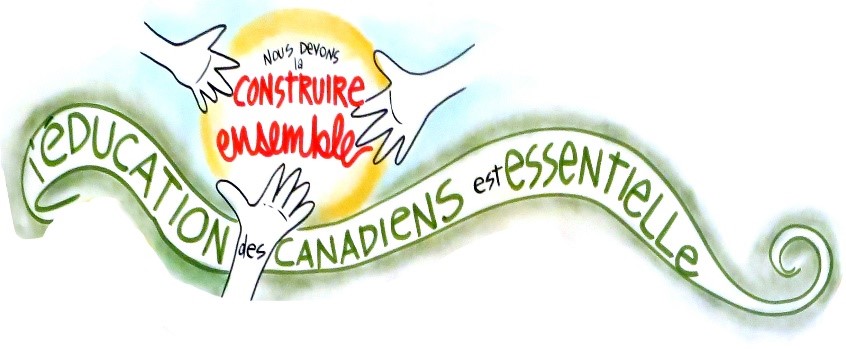 NOUS DEVONS
la
CONSTRUIRE
ensemble
l'ÉDUCATION des CANADIENS est ESSENTIELLE